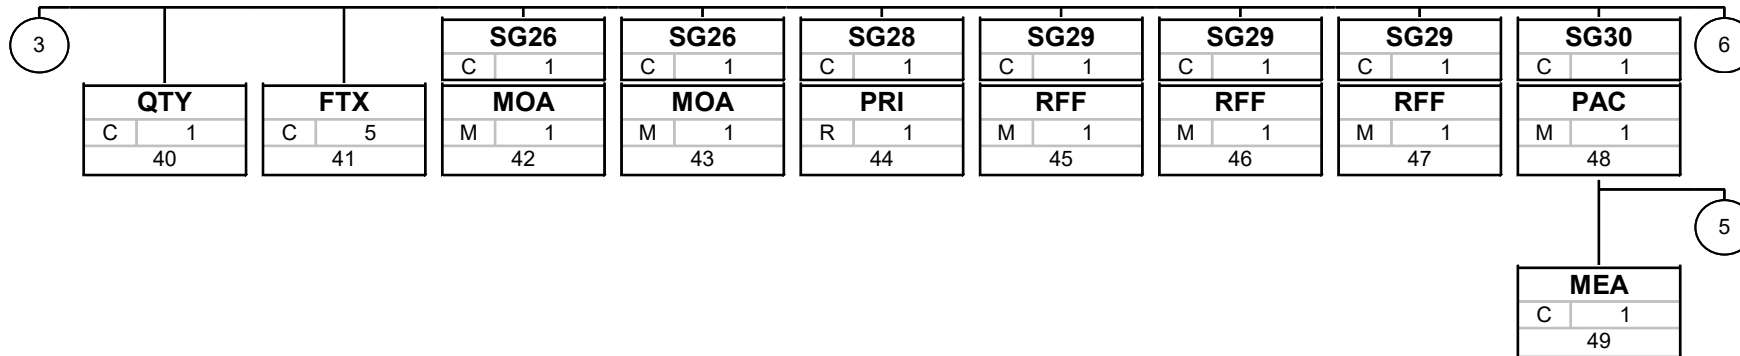 3 SG26 SG26 SG28 SG29 SG29 SG29 SG30 6
C 1 C 1 C 1 C 1 C 1 C 1 C 1
QTY FTX MOA MOA PRI RFF RFF RFF PAC
C 1 C 5 M 1 M 1 R 1 M 1 M 1 M 1 M 1
40 41 42 43 44 45 46 47 48
5
MEA
C 1
49